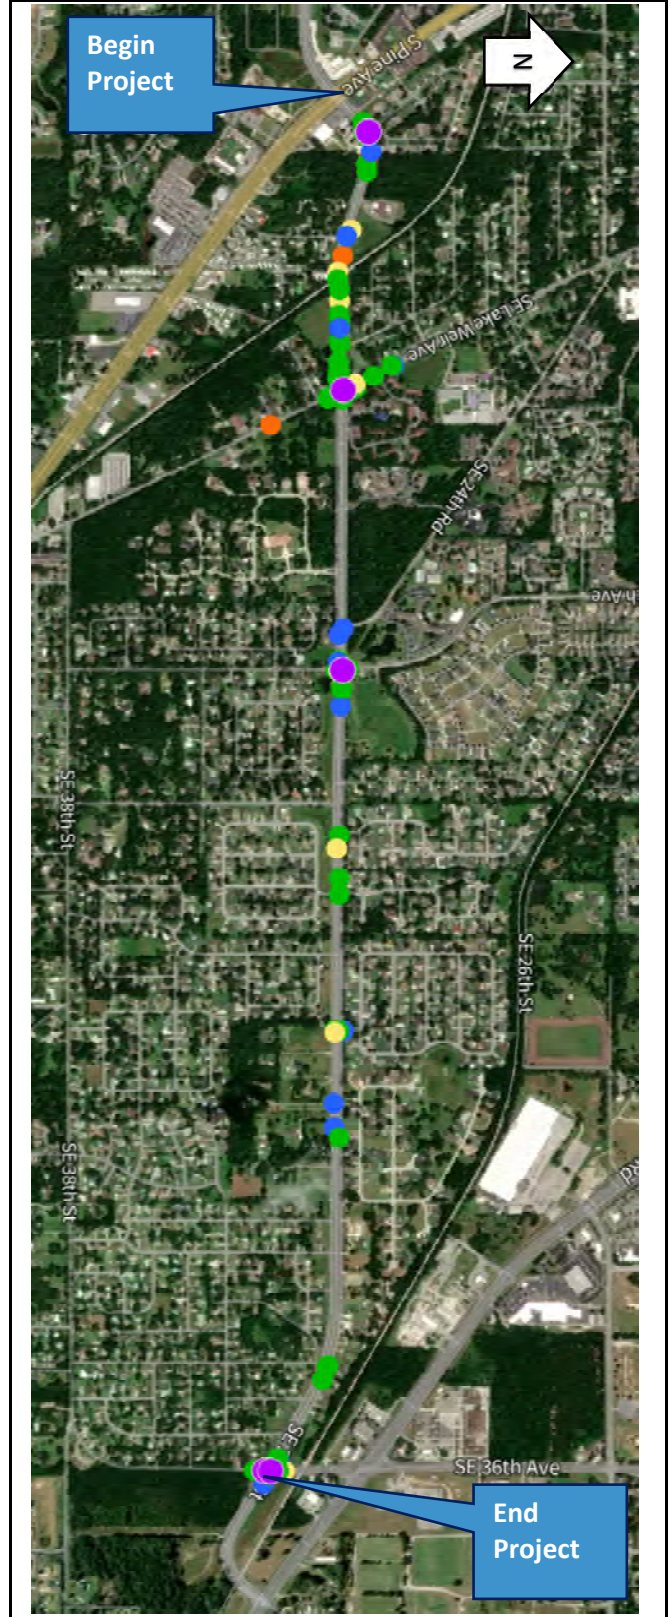 Begin
Project
S Pine Ave
N
SE Lake Weir Ave
SE 24th Rd
h Ave
SE 38th St
SE 26th St
Rd
SE 38th St
SE
SE 36th Ave
End
Project